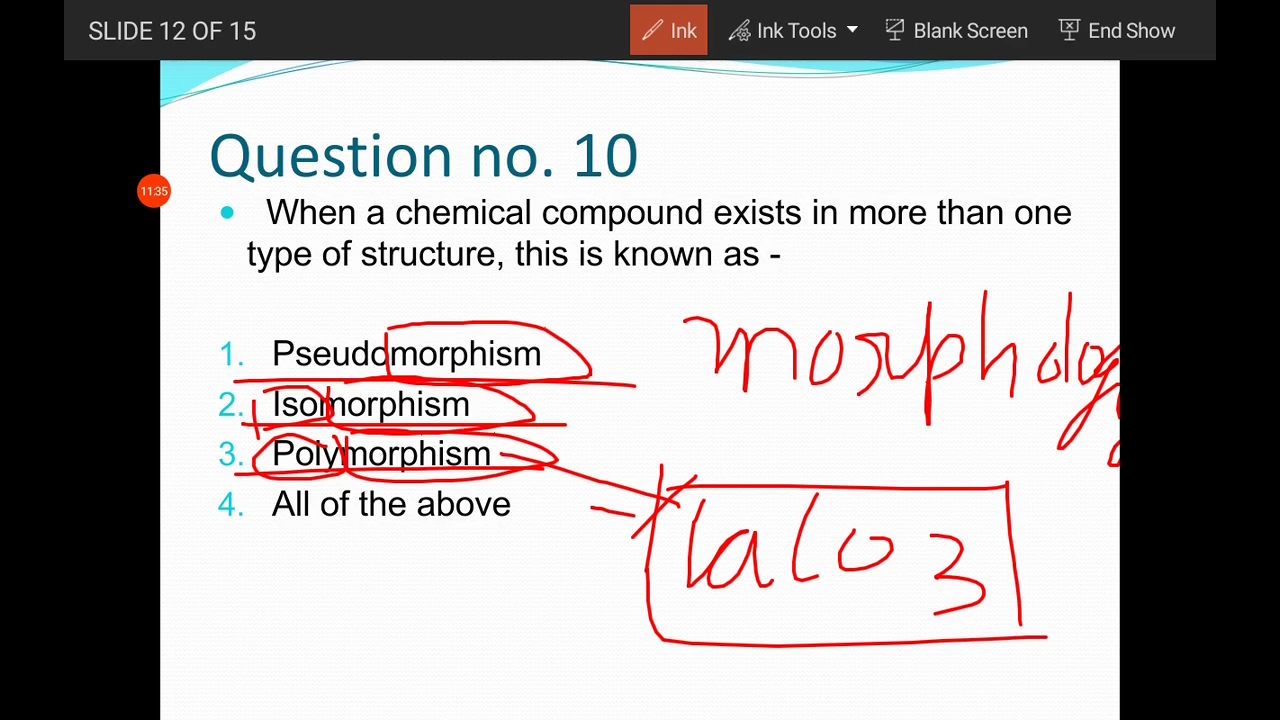 SLIDE 12 OF 15
Ink
Ink Tools
Blank Screen
End Show
Question no. 10
11:35
• When a chemical compound exists in more than one
type of structure, this is known as -
1. Pseudomorphism
2. Isomorphism
3. Polymorphism
4. All of the above
morphology
CaCO3